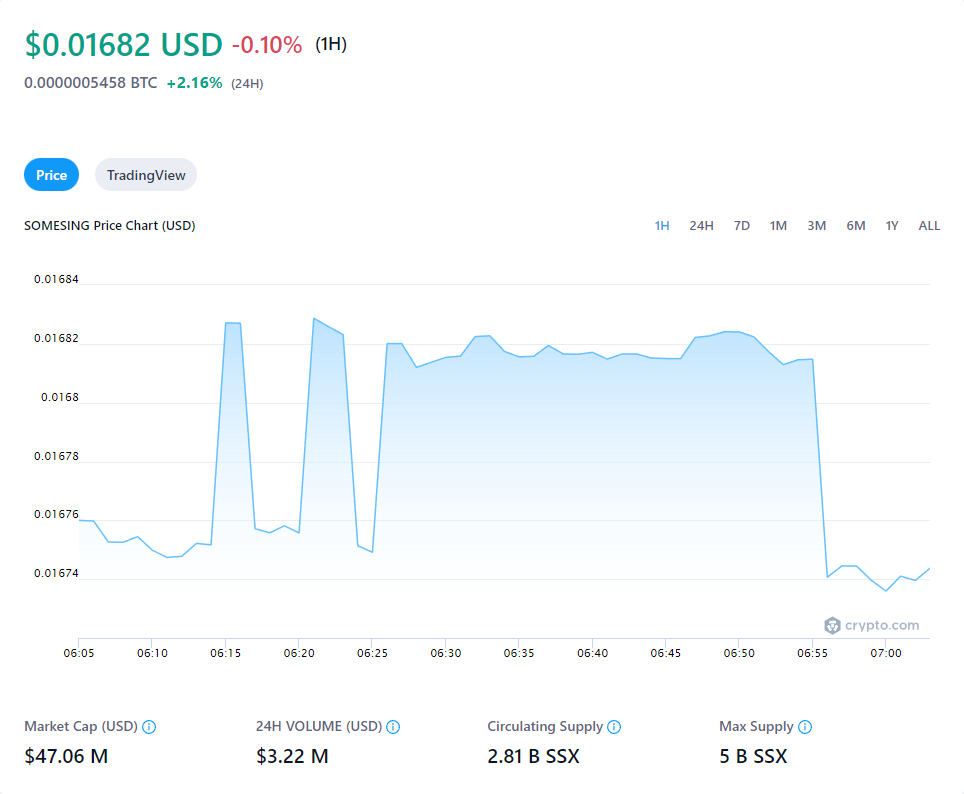 $0.01682 USD -0.10% (1H)
0.0000005458 BTC +2.16% (24H)
Price TradingView
SOMESING Price Chart (USD) 1H 24H 7D 1M 3M 6M 1Y ALL
0.01684
0.01682
0.0168
0.01678
0.01676
0.01674
crypto.com
06:05 06:10 06:15 06:20 06:25 06:30 06:35 06:40 06:45 06:50 06:55 07:00
Market Cap (USD) 24H VOLUME (USD) Circulating Supply Max Supply
$47.06 M $3.22 M 2.81 B SSX 5 B SSX